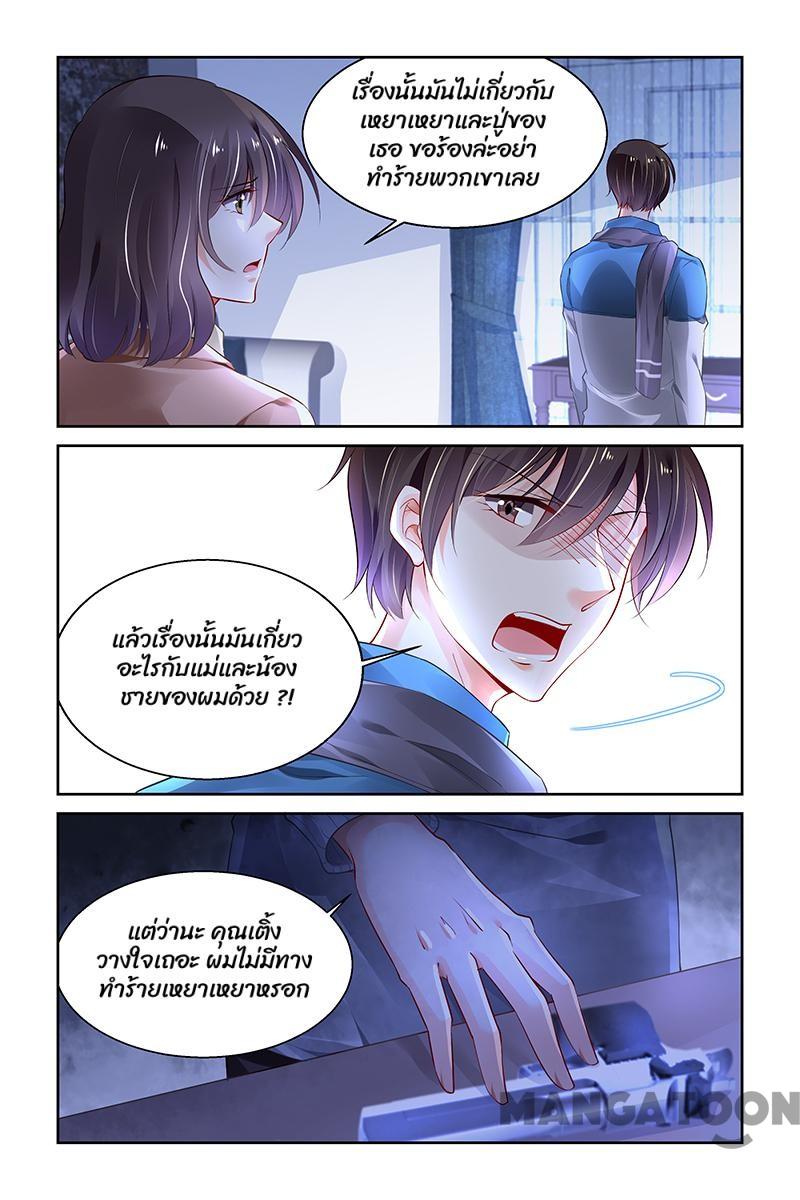 เรื่องนั้นมันไม่เกี่ยวกับ
เหยาเหยาและปู่ของ
เธอ ขอร้องล่ะอย่า
ทำร้ายพวกเขาเลย
แล้วเรื่องนั้นมันเกี่ยว
อะไรกับแม่และน้อง
ชายของผมด้วย ?!
แต่ว่านะ คุณเติ้ง
วางใจเถอะ ผมไม่มีทาง
ทำร้ายเหยาเหยาหรอก
MANGATOON